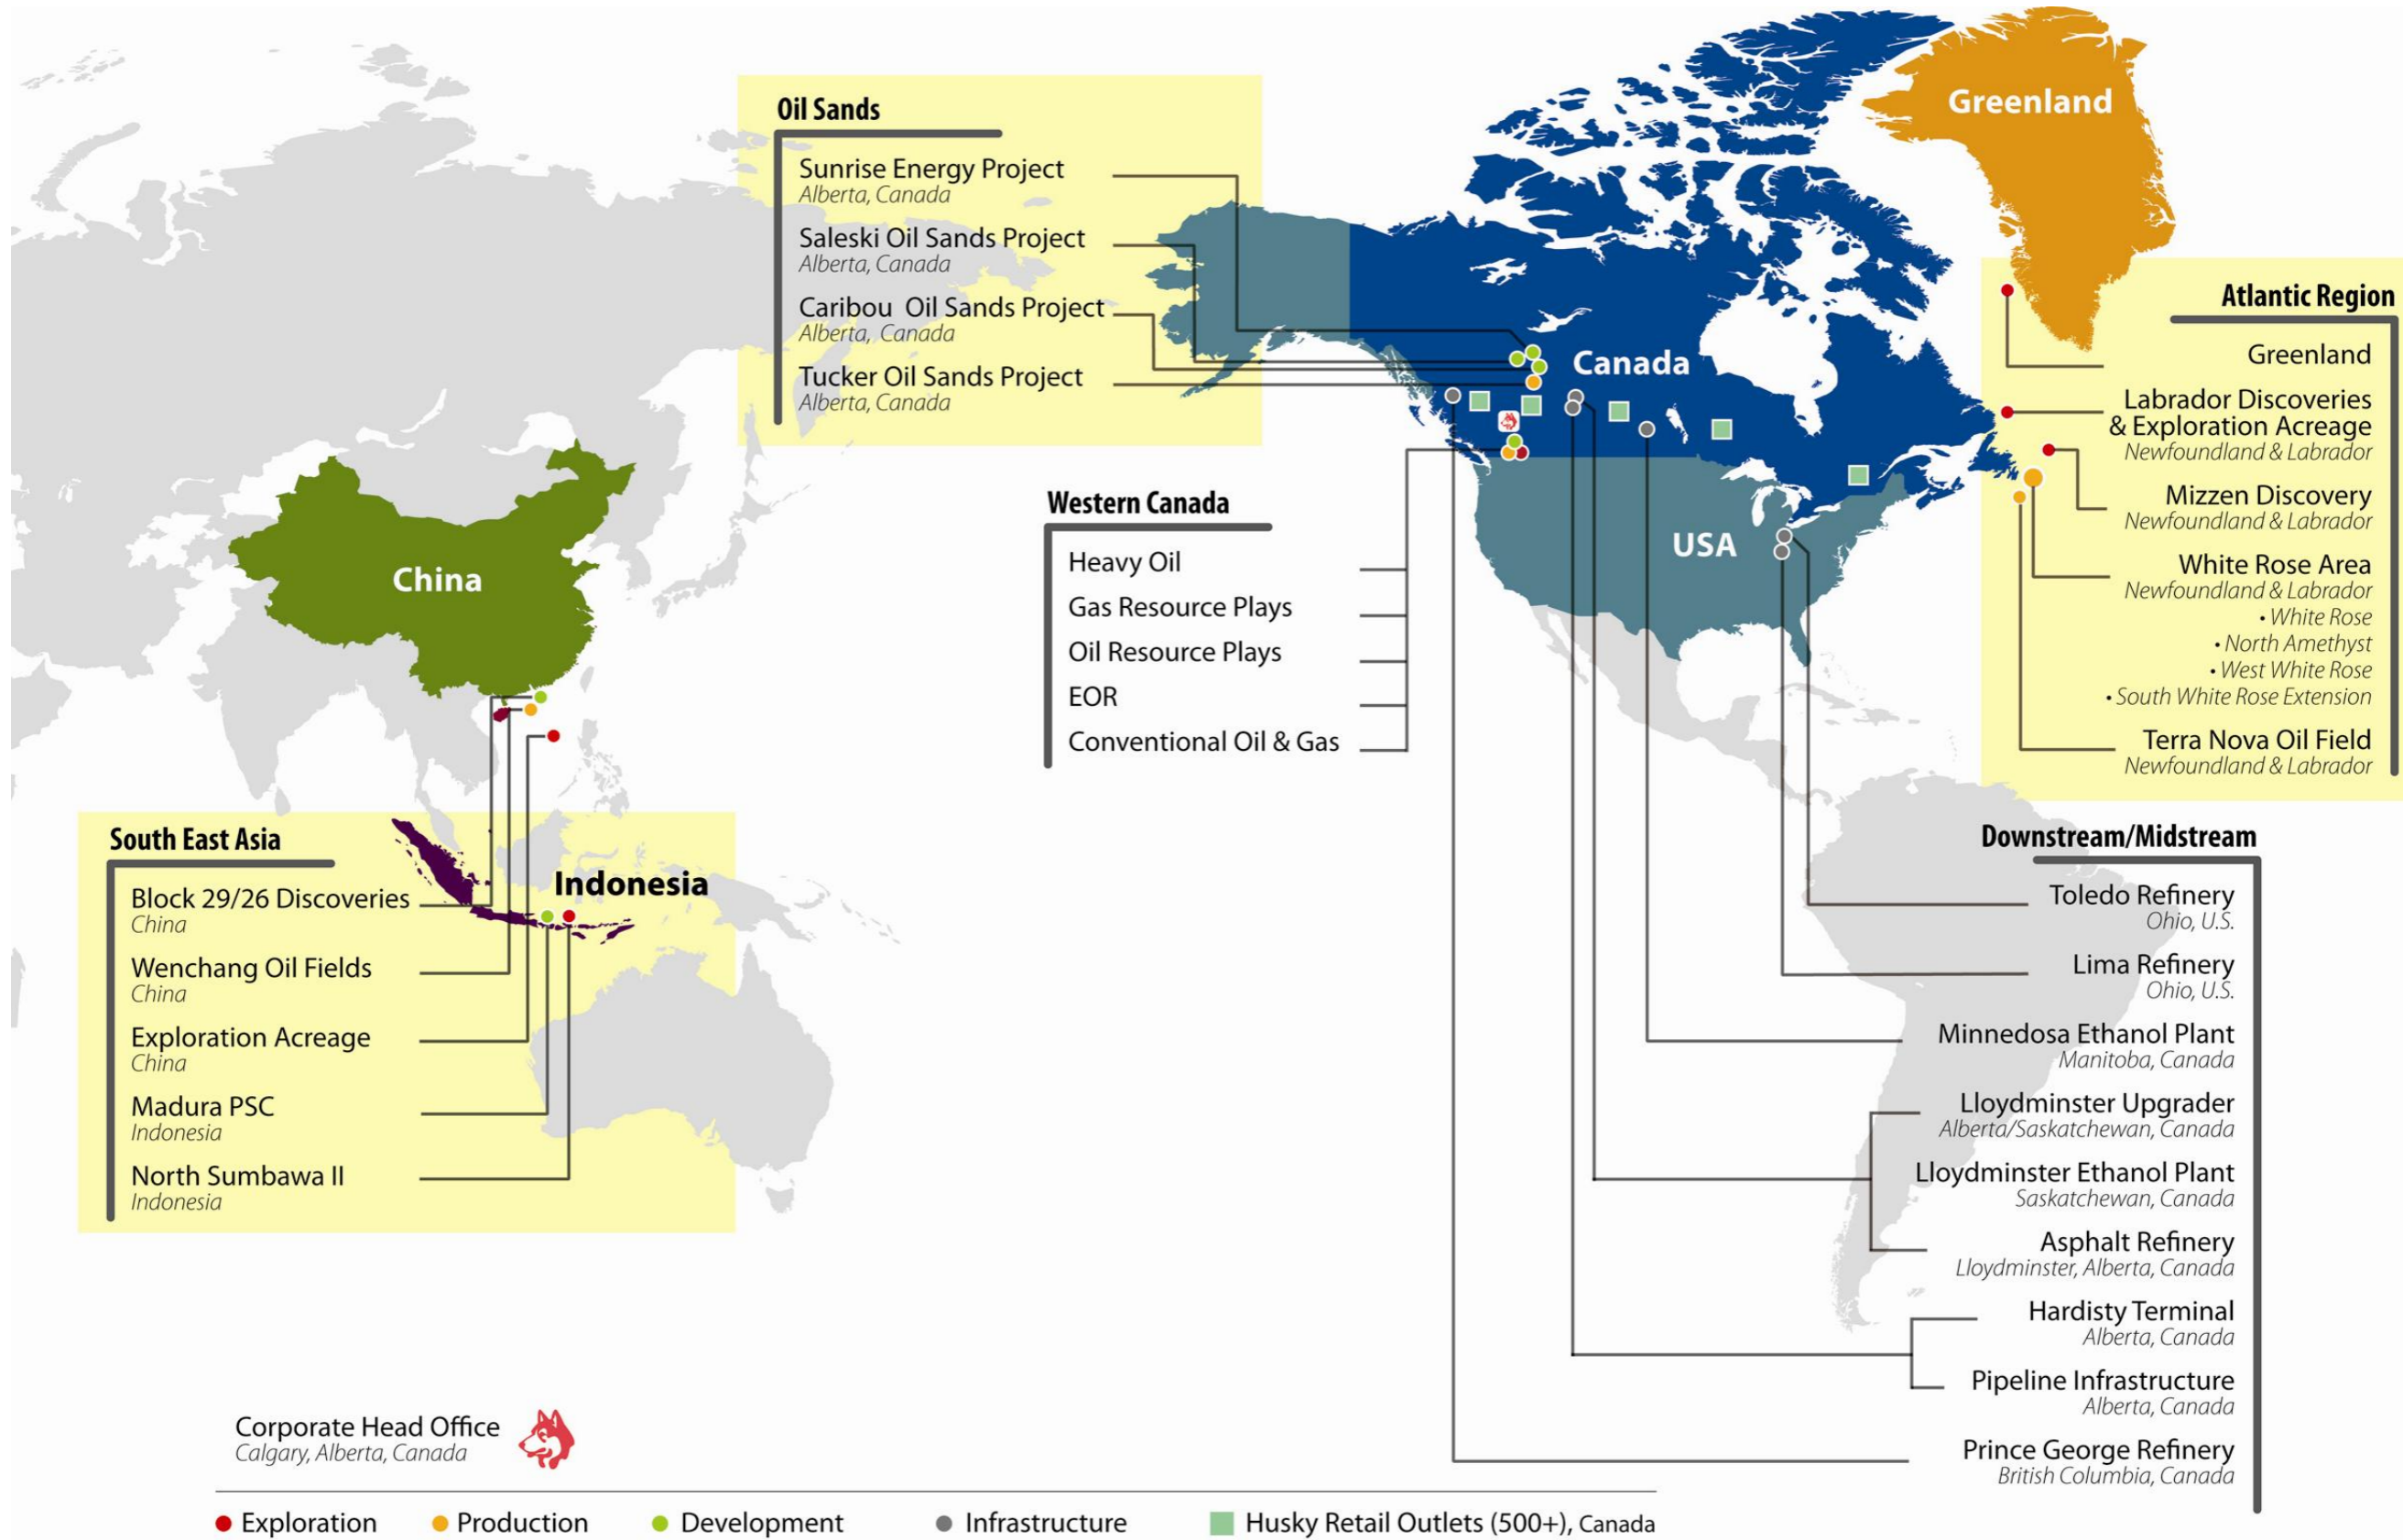 Oil Sands
Sunrise Energy Project
Alberta, Canada
Saleski Oil Sands Project
Alberta, Canada
Caribou Oil Sands Project
Alberta, Canada
Tucker Oil Sands Project
Alberta, Canada
Greenland
Canada
USA
China
Indonesia
Atlantic Region
Greenland
Labrador Discoveries
& Exploration Acreage
Newfoundland & Labrador
Mizzen Discovery
Newfoundland & Labrador
White Rose Area
Newfoundland & Labrador
• White Rose
• North Amethyst
• West White Rose
• South White Rose Extension
Terra Nova Oil Field
Newfoundland & Labrador
Western Canada
Heavy Oil
Gas Resource Plays
Oil Resource Plays
EOR
Conventional Oil & Gas
South East Asia
Block 29/26 Discoveries
China
Wenchang Oil Fields
China
Exploration Acreage
China
Madura PSC
Indonesia
North Sumbawa II
Indonesia
Downstream/Midstream
Toledo Refinery
Ohio, U.S.
Lima Refinery
Ohio, U.S.
Minnedosa Ethanol Plant
Manitoba, Canada
Lloydminster Upgrader
Alberta/Saskatchewan, Canada
Lloydminster Ethanol Plant
Saskatchewan, Canada
Asphalt Refinery
Lloydminster, Alberta, Canada
Hardisty Terminal
Alberta, Canada
Pipeline Infrastructure
Alberta, Canada
Prince George Refinery
British Columbia, Canada
Corporate Head Office
Calgary, Alberta, Canada
Exploration
Production
Development
Infrastructure
Husky Retail Outlets (500+), Canada